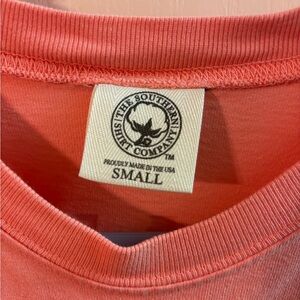 THE SOUTHERN
SHIRT COMPANY
TM
PROUDLY MADE IN THE USA
SMALL